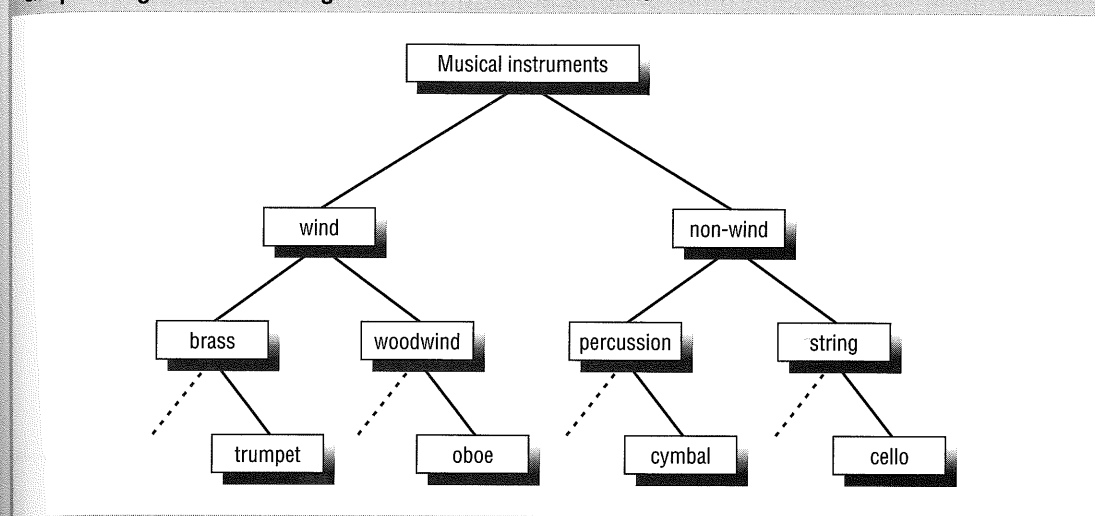 Musical instruments
wind
non-wind
brass
woodwind
percussion
string
trumpet
oboe
cymbal
cello